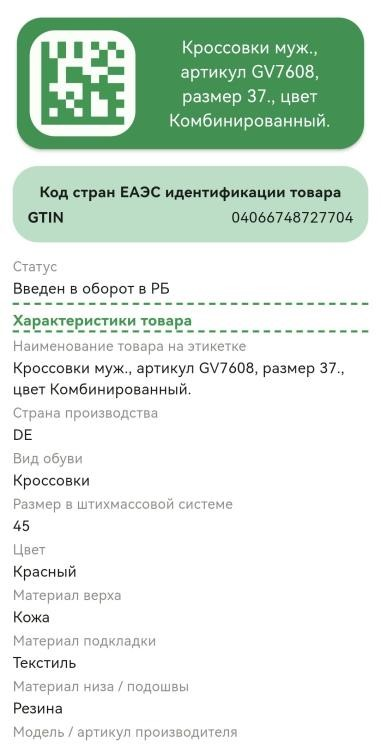 Кроссовки муж.,
артикул GV7608,
размер 37., цвет
Комбинированный.
Код стран ЕАЭС идентификации товара
GTIN 04066748727704
Статус
Введен в оборот в РБ
Характеристики товара
Наименование товара на этикетке
Кроссовки муж., артикул GV7608, размер 37.,
цвет Комбинированный.
Страна производства
DE
Вид обуви
Кроссовки
Размер в штихмассовой системе
45
Цвет
Красный
Материал верха
Кожа
Материал подкладки
Текстиль
Материал низа / подошвы
Резина
Модель / артикул производителя